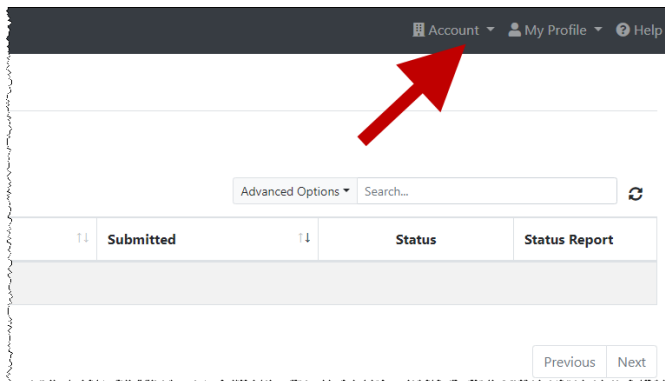 Account My Profile Help
Advanced Options Search...
Submitted Status Status Report
Previous Next